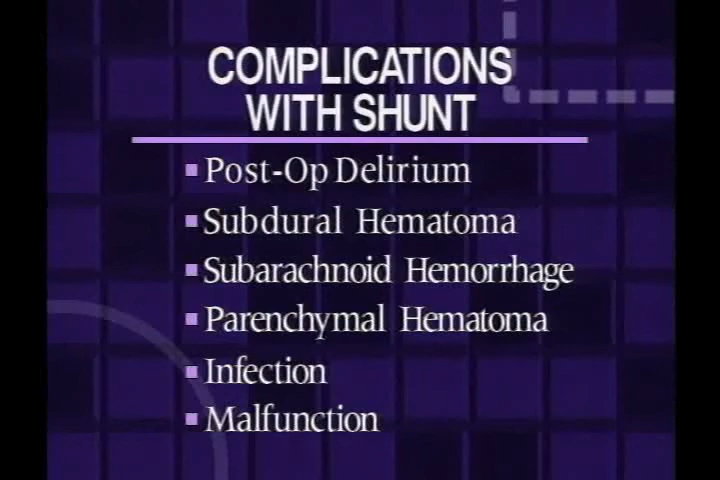 COMPLICATIONS
WITH SHUNT
Post-Op Delirium
Subdural Hematoma
Subarachnoid Hemorrhage
Parenchymal Hematoma
Infection
Malfunction